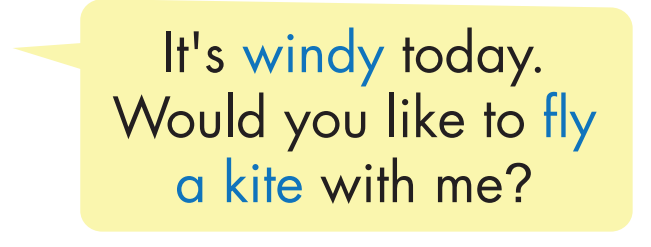 It's windy today.
Would you like to fly
a kite with me?